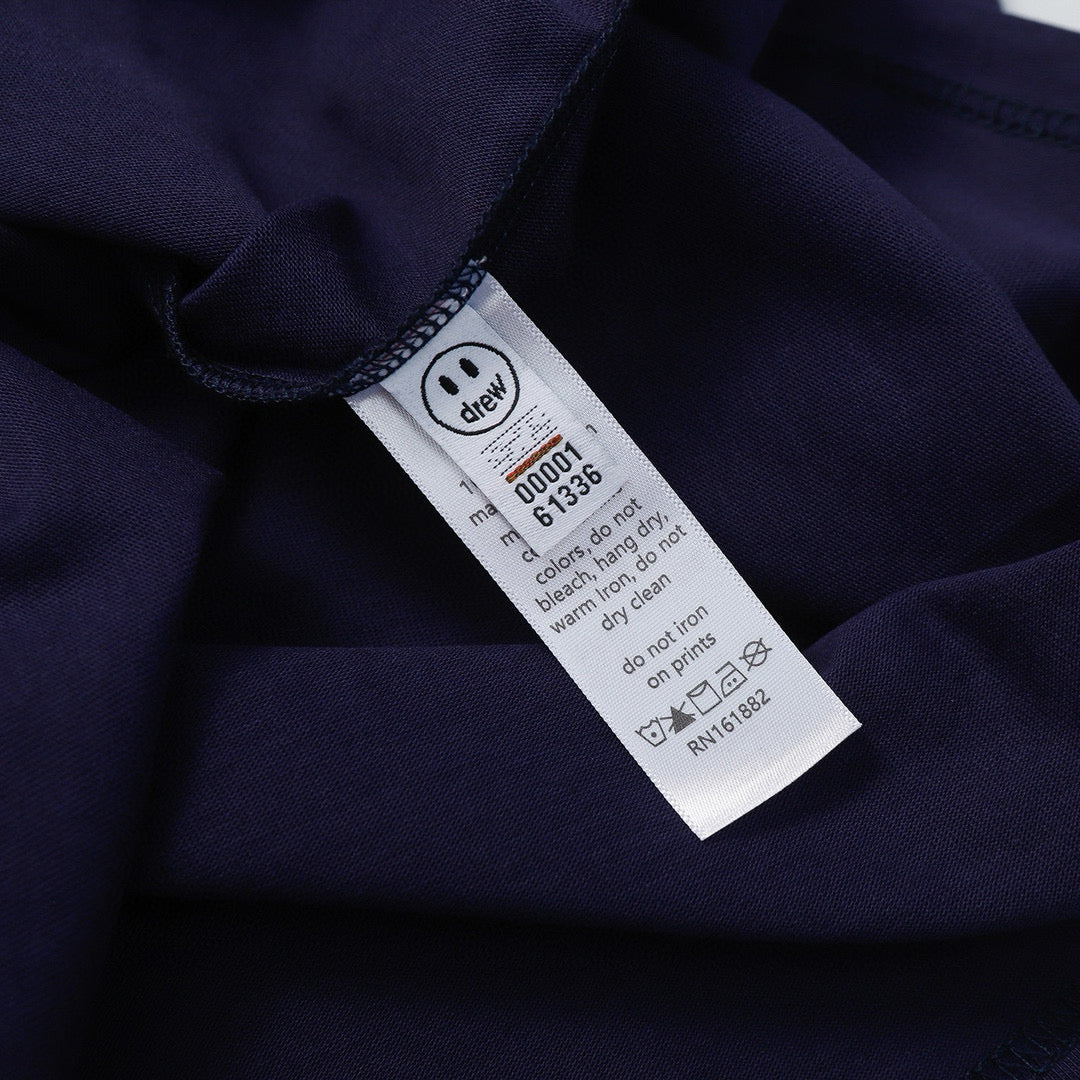 drew
00001
61336
colors, do not
bleach, hang dry,
warm Iron, do not
dry clean
do not iron
on prints
RN161882